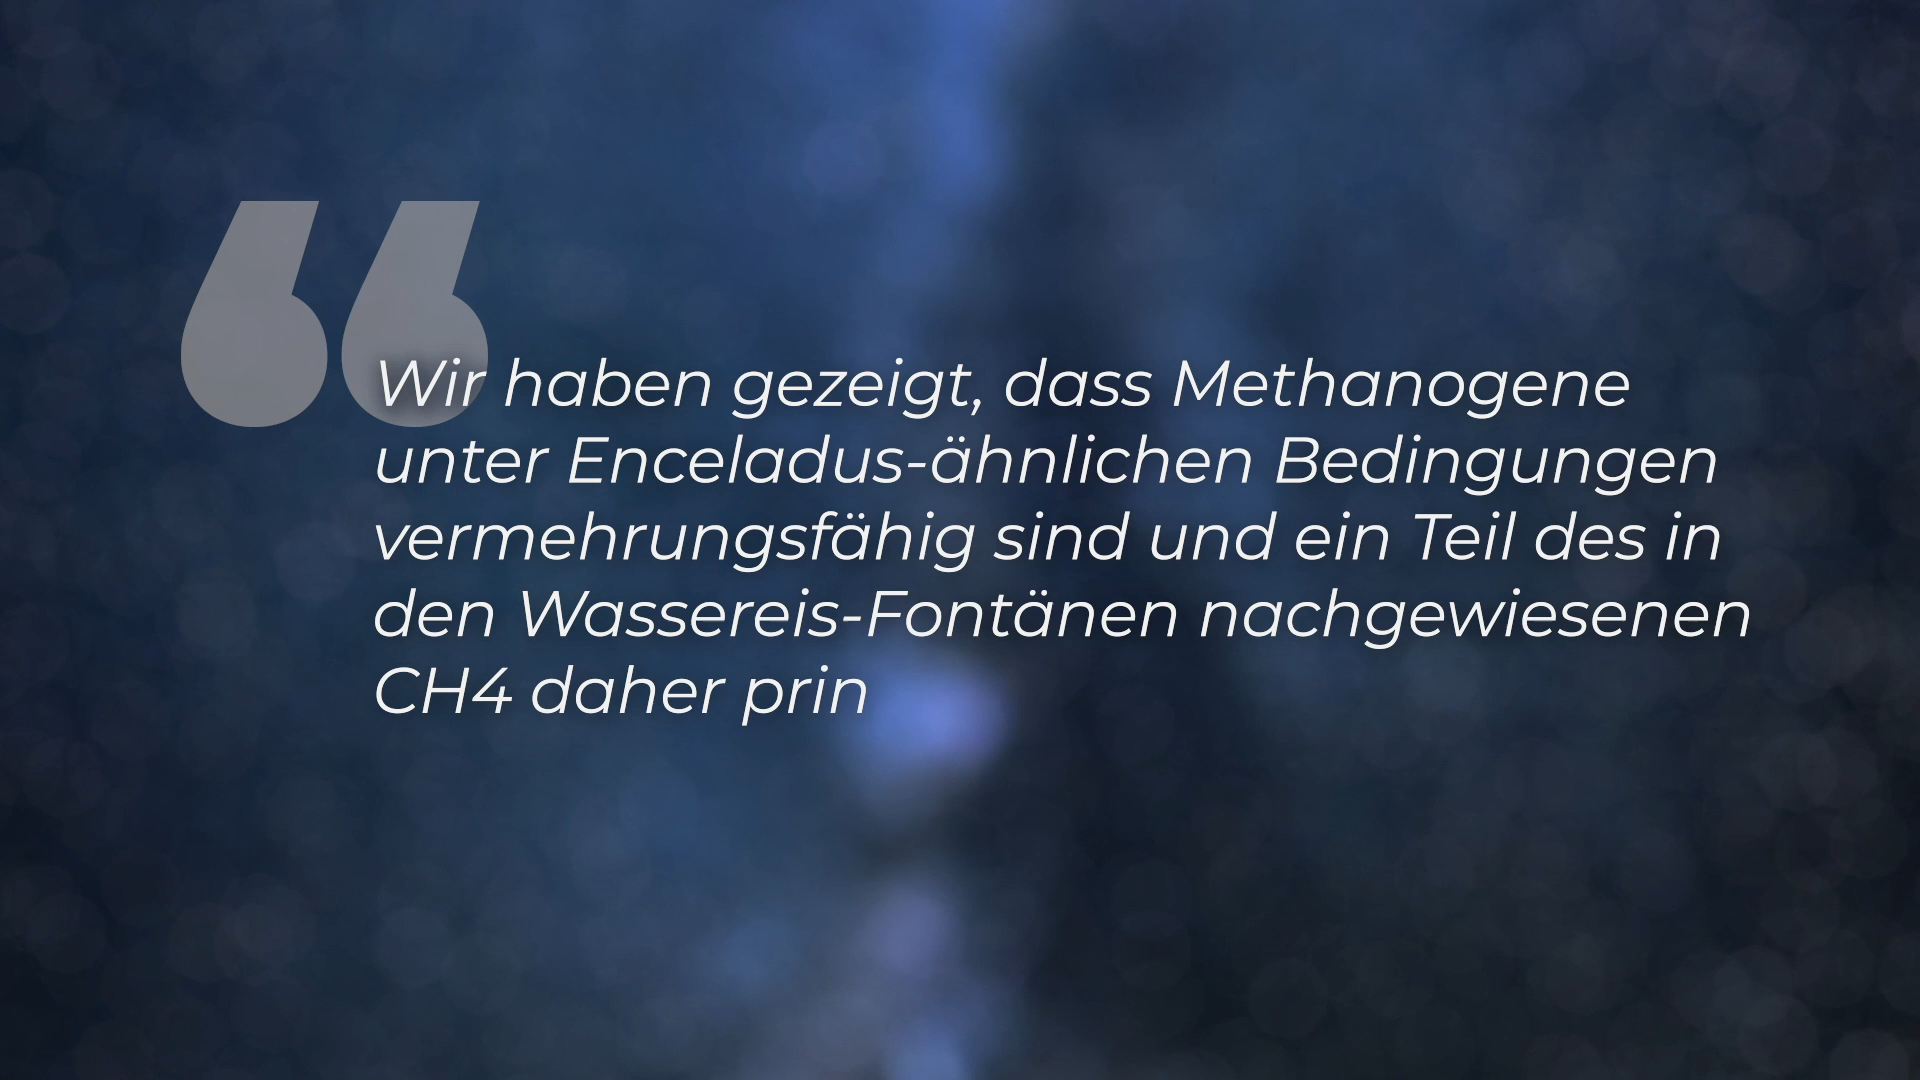 “
Wir haben gezeigt, dass Methanogene
unter Enceladus-ähnlichen Bedingungen
vermehrungsfähig sind und ein Teil des in
den Wassereis-Fontänen nachgewiesenen
CH4 daher prin